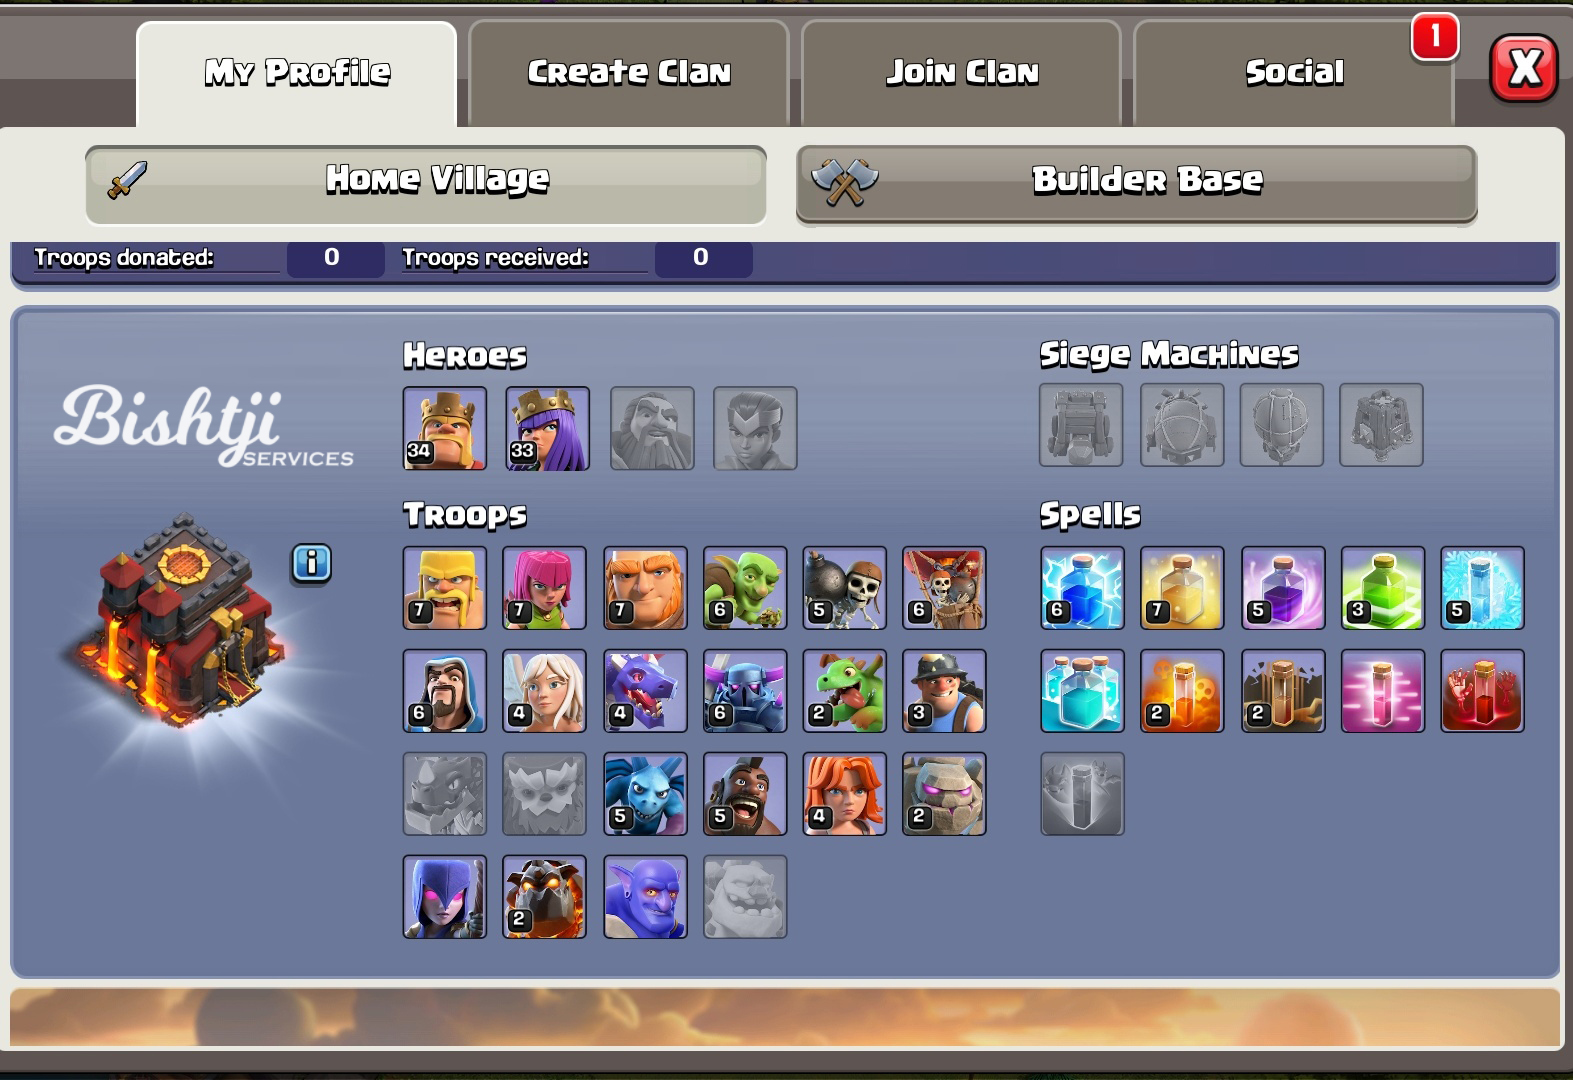 My Profile
Create Clan
Join Clan
Social
1
X
Home Village
Builder Base
Troops donated: 0 Troops received: 0
Heroes
Siege Machines
Bishtji
SERVICES
34 33
Troops
Spells
i
7 7 7 6 5 6
6 7 5 3 5
6 4 4 6 2 3
2 2
5 5 4 2
2